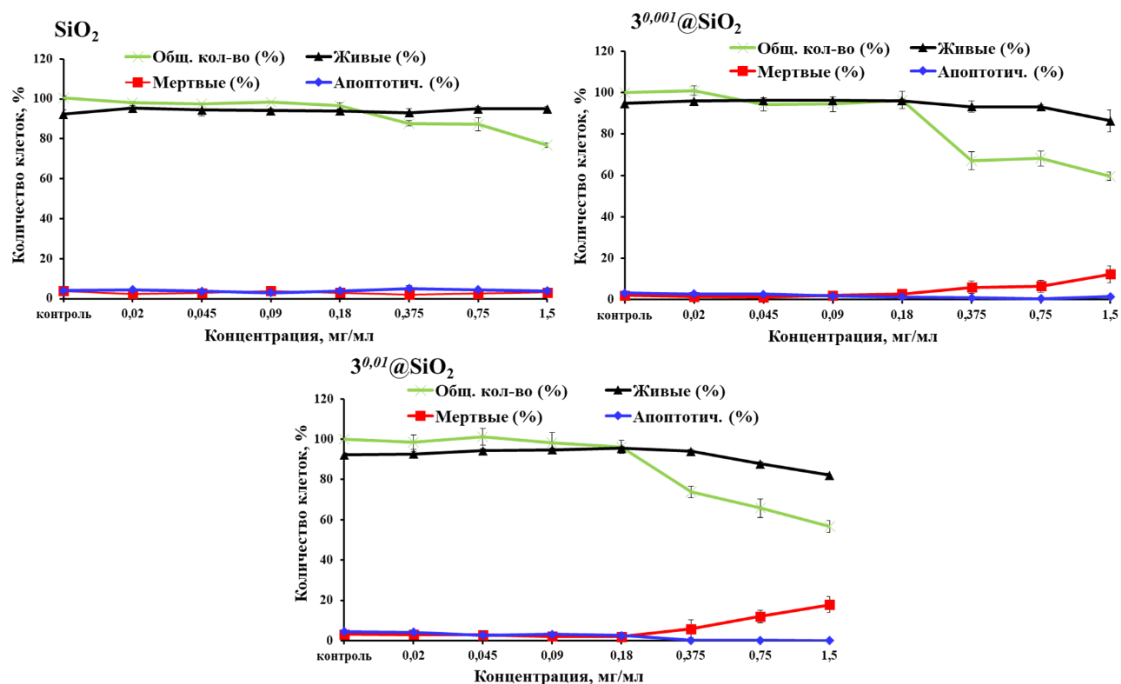 SiO₂
Общ. кол-во (%) Живые (%)
Мертвые (%) Апоптотич. (%)
Количество клеток, %
120
100
80
60
40
20
0
контроль 0,02 0,045 0,09 0,18 0,375 0,75 1,5
Концентрация, мг/мл
3⁰,⁰⁰¹@SiO₂
Общ. кол-во (%) Живые (%)
Мертвые (%) Апоптотич. (%)
Количество клеток, %
120
100
80
60
40
20
0
контроль 0,02 0,045 0,09 0,18 0,375 0,75 1,5
Концентрация, мг/мл
3⁰,⁰¹@SiO₂
Общ. кол-во (%) Живые (%)
Мертвые (%) Апоптотич. (%)
Количество клеток, %
120
100
80
60
40
20
0
контроль 0,02 0,045 0,09 0,18 0,375 0,75 1,5
Концентрация, мг/мл